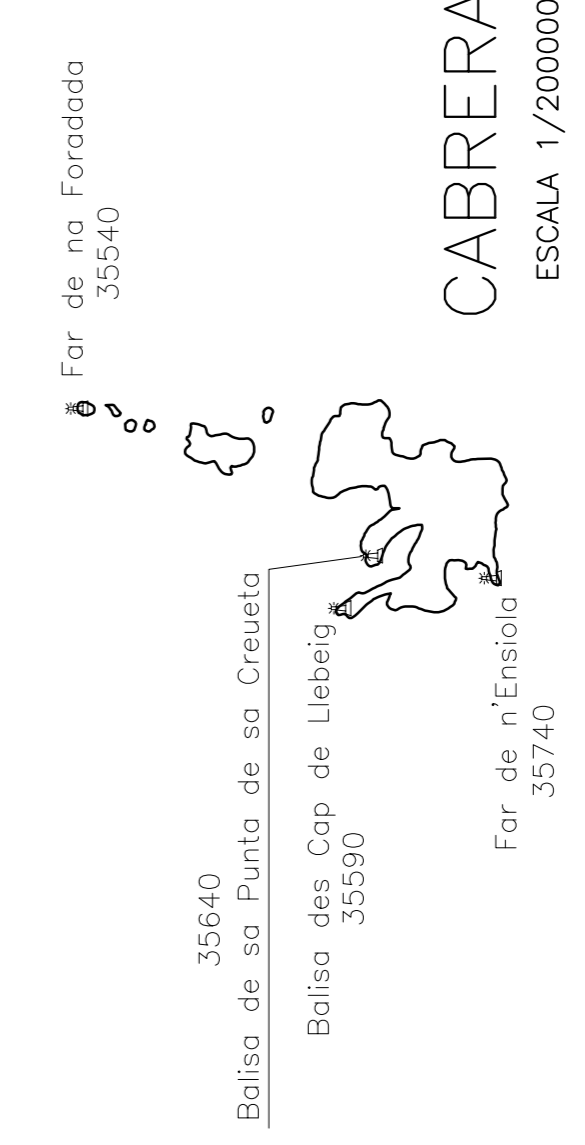 Far de na Foradada
35540
35640
Balisa de sa Punta de sa Creueta
Balisa des Cap de Llebeig
35590
Far de n'Ensiola
35740
CABRERA
ESCALA 1/200000